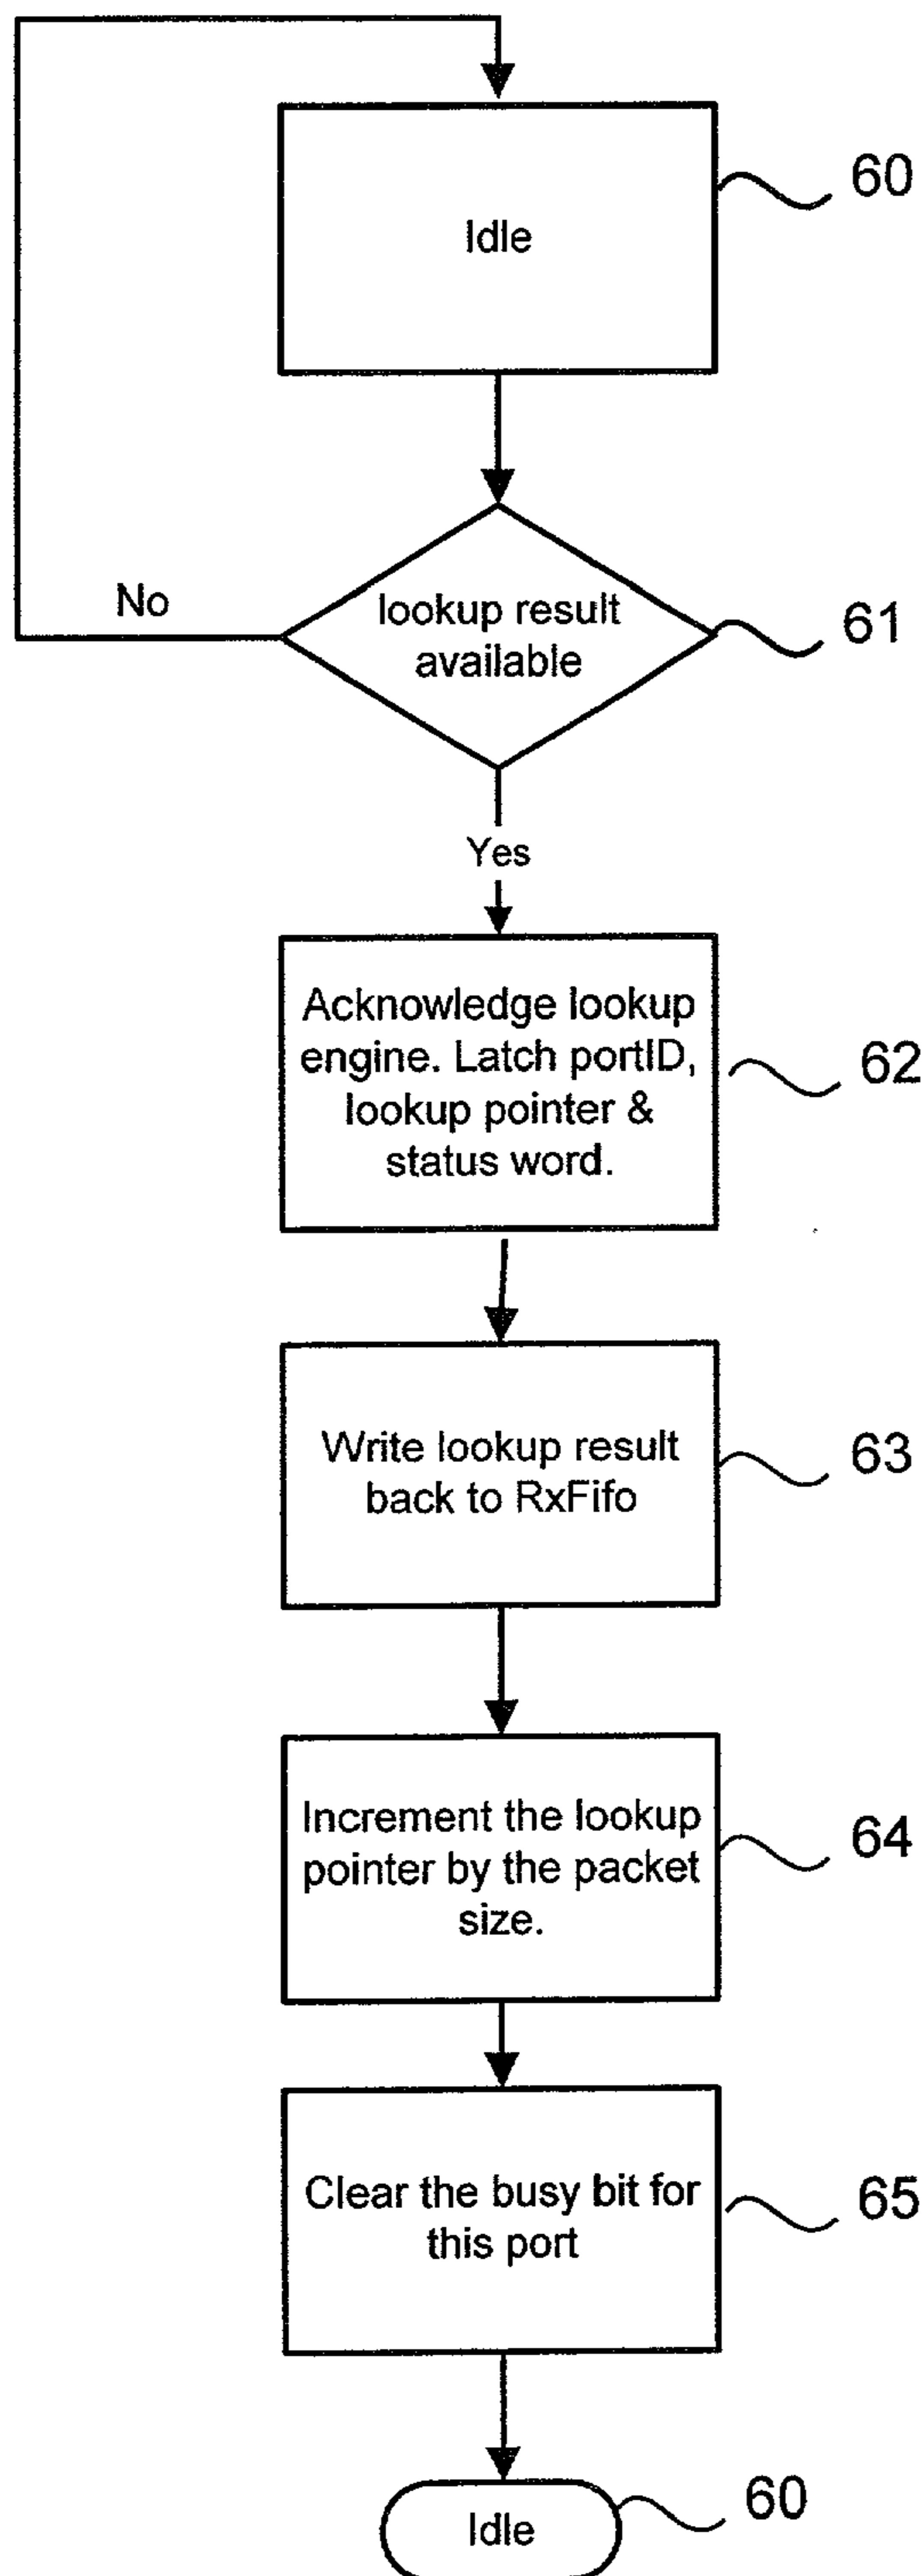 Idle
60
No
lookup result
available
61
Yes
Acknowledge lookup
engine. Latch portID,
lookup pointer &
status word.
62
Write lookup result
back to RxFifo
63
Increment the lookup
pointer by the packet
size.
64
Clear the busy bit for
this port
65
Idle
60